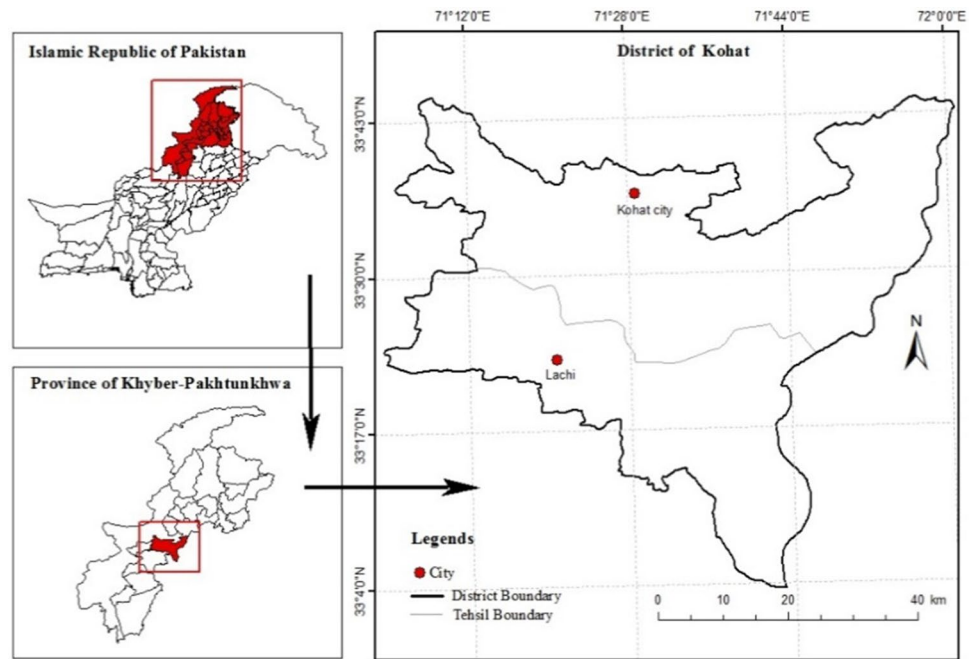 Islamic Republic of Pakistan
Province of Khyber-Pakhtunkhwa
71°12'0"E
71°28'0"E
71°44'0"E
72°0'0"E
District of Kohat
33°43'0"N
33°30'0"N
33°17'0"N
33°4'0"N
Kohat city
Lachi
N
Legends
City
District Boundary
Tehsil Boundary
0 10 20 40 km